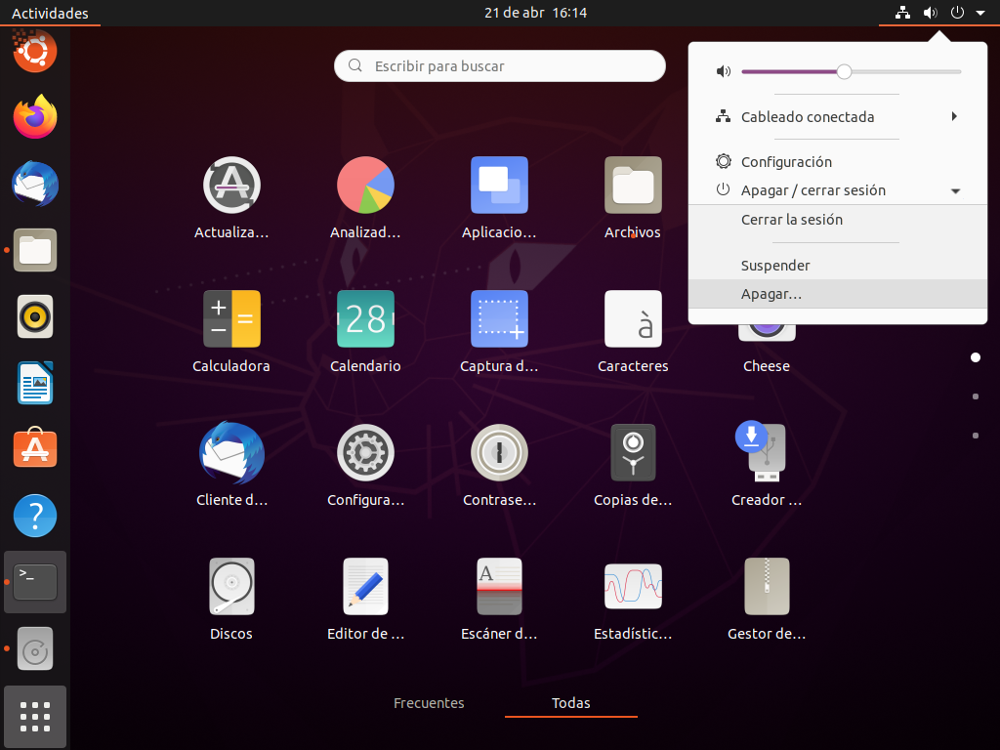 Actividades
21 de abr 16:14
Escribir para buscar
Cableado conectada
Configuración
Apagar / cerrar sesión
Cerrar la sesión
Suspender
Apagar...
Actualiza...
Analizad...
Aplicacio...
Archivos
28
à
Calculadora
Calendario
Captura d...
Caracteres
Cheese
Cliente d...
Configura...
Contrase...
Copias de...
Creador ...
A
Discos
Editor de ...
Escáner d...
Estadístic...
Gestor de...
?
>_
Frecuentes
Todas